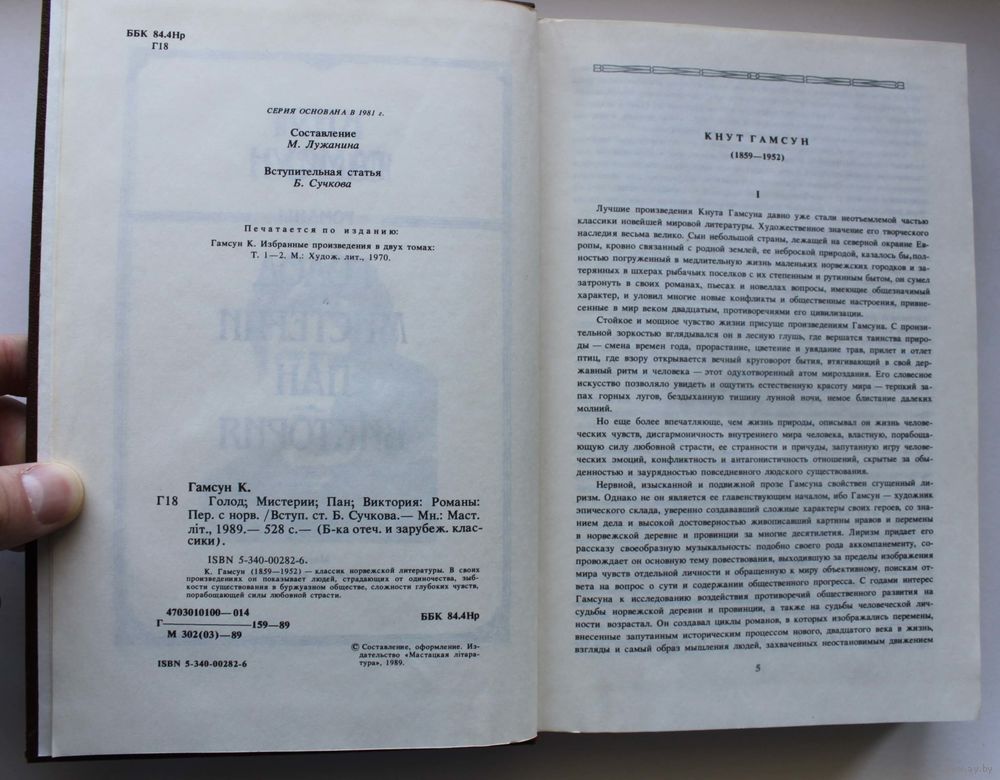 ББК 84.4Нр
Г18
СЕРИЯ ОСНОВАНА В 1981 г.
Составление
М. Лужанина
Вступительная статья
Б. Сучкова
Печатается по изданию:
Гамсун К. Избранные произведения в двух томах:
Т. 1—2. М.: Худож. лит., 1970.
Гамсун К.
Г18 Голод; Мистерии; Пан; Виктория: Романы:
Пер. с норв. /Вступ. ст. Б. Сучкова.— Мн.: Маст.
літ., 1989.— 528 с.— (Б-ка отеч. и зарубеж. клас-
сики).
ISBN 5-340-00282-6.
К. Гамсун (1859—1952) — классик норвежской литературы. В своих
произведениях он показывает людей, страдающих от одиночества, зыб-
кости существования в буржуазном обществе, сложности глубоких чувств,
порабощающей силы любовной страсти.
4703010100—014
Г————159—89
М 302(03)—89
ББК 84.4Нр
ISBN 5-340-00282-6
© Составление, оформление. Из-
дательство «Мастацкая літара-
тура», 1989.
КНУТ ГАМСУН
(1859—1952)
I
Лучшие произведения Кнута Гамсуна давно уже стали неотъемлемой частью
классики новейшей мировой литературы. Художественное значение его творческого
наследия весьма велико. Сын небольшой страны, лежащей на северной окраине Ев-
ропы, кровно связанный с родной землей, ее неброской природой, казалось бы, пол-
ностью погруженный в медлительную жизнь маленьких норвежских городков и за-
терянных в шхерах рыбачьих поселков с их степенным и рутинным бытом, он сумел
затронуть в своих романах, пьесах и новеллах вопросы, имеющие общезначимый
характер, и уловил многие новые конфликты и общественные настроения, привне-
сенные в мир веком двадцатым, противоречиями его цивилизации.
Стойкое и мощное чувство жизни присуще произведениям Гамсуна. С прони-
зительной зоркостью вглядывался он в лесную глушь, где вершатся таинства приро-
ды — смена времен года, прорастание, цветение и увядание трав, прилет и отлет
птиц, где взору открывается вечный круговорот бытия, втягивающий в свой дер-
жавный ритм и человека — этот одухотворенный атом мироздания. Его словесное
искусство позволяло увидеть и ощутить естественную красоту мира — терпкий за-
пах горных лугов, бездыханную тишину лунной ночи, немое блистание далеких
молний.
Но еще более впечатляюще, чем жизнь природы, описывал он жизнь челове-
ческих чувств, дисгармоничность внутреннего мира человека, властную, порабоща-
ющую силу любовной страсти, ее странности и причуды, запутанную игру челове-
ческих эмоций, конфликтность и антагонистичность отношений, скрытые за обы-
денностью и заурядностью повседневного людского существования.
Нервной, изысканной и подвижной прозе Гамсуна свойствен сгущенный ли-
ризм. Однако не он является ее главенствующим началом, ибо Гамсун — художник
эпического склада, уверенно создававший сложные характеры своих героев, со зна-
нием дела и высокой достоверностью живописавший картины нравов и перемены
в норвежской деревне и провинции за многие десятилетия. Лиризм придает его
рассказу своеобразную музыкальность: подобно своего рода аккомпанементу, со-
провождает он основную тему повествования, выходившую за пределы изображения
мира чувств отдельной личности и обращенную к миру объективному, поискам от-
вета на вопрос о сути и содержании общественного прогресса. С годами интерес
Гамсуна к исследованию воздействия противоречий общественного развития на
судьбы норвежской деревни и провинции, а также на судьбы человеческой лич-
ности возрастал. Он создавал циклы романов, в которых изображались перемены,
внесенные запутанным историческим процессом нового, двадцатого века в жизнь,
взгляды и самый образ мышления людей, захваченных неостановимым движением
5